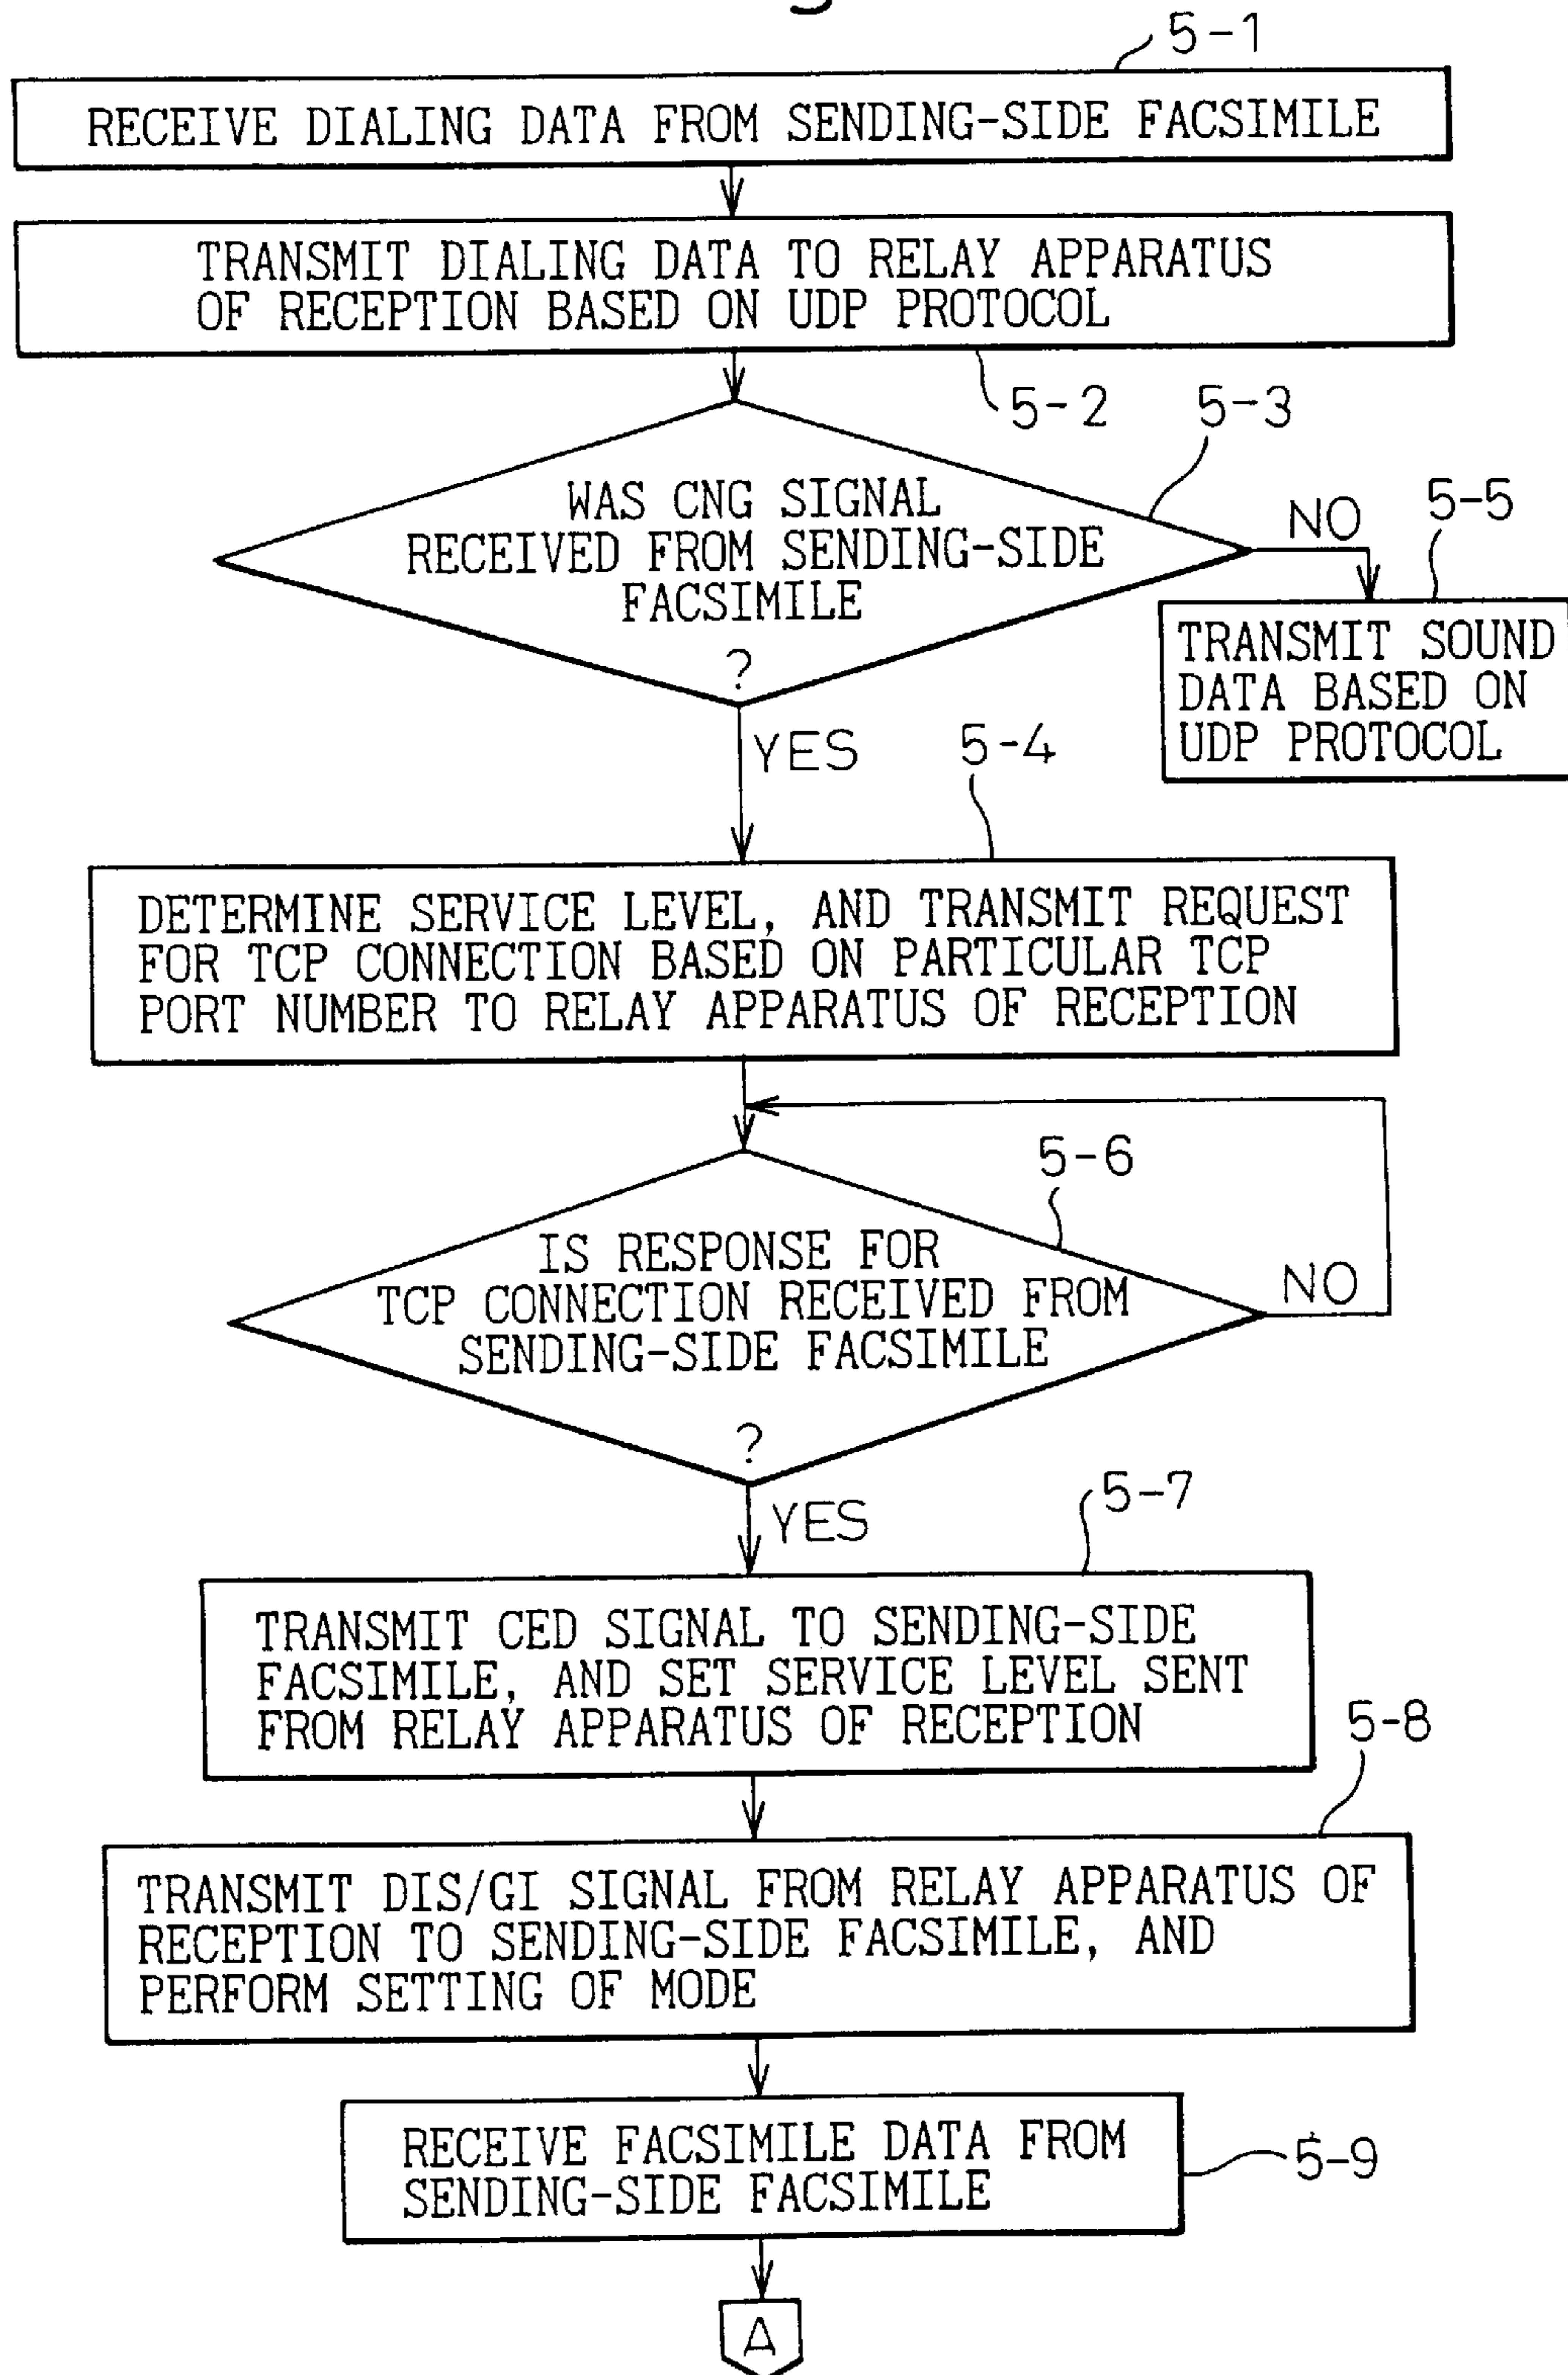 5-1
RECEIVE DIALING DATA FROM SENDING-SIDE FACSIMILE
TRANSMIT DIALING DATA TO RELAY APPARATUS
OF RECEPTION BASED ON UDP PROTOCOL
5-2
5-3
WAS CNG SIGNAL
RECEIVED FROM SENDING-SIDE
FACSIMILE
?
NO
5-5
TRANSMIT SOUND
DATA BASED ON
UDP PROTOCOL
YES
5-4
DETERMINE SERVICE LEVEL, AND TRANSMIT REQUEST
FOR TCP CONNECTION BASED ON PARTICULAR TCP
PORT NUMBER TO RELAY APPARATUS OF RECEPTION
5-6
IS RESPONSE FOR
TCP CONNECTION RECEIVED FROM
SENDING-SIDE FACSIMILE
?
NO
YES
5-7
TRANSMIT CED SIGNAL TO SENDING-SIDE
FACSIMILE, AND SET SERVICE LEVEL SENT
FROM RELAY APPARATUS OF RECEPTION
5-8
TRANSMIT DIS/GI SIGNAL FROM RELAY APPARATUS OF
RECEPTION TO SENDING-SIDE FACSIMILE, AND
PERFORM SETTING OF MODE
RECEIVE FACSIMILE DATA FROM
SENDING-SIDE FACSIMILE
5-9
A